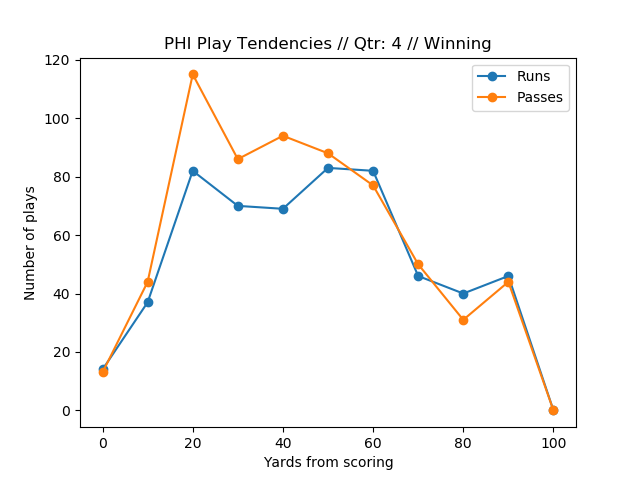 PHI Play Tendencies // Qtr: 4 // Winning
Runs
Passes
120
100
80
60
40
20
0
Number of plays
0 20 40 60 80 100
Yards from scoring